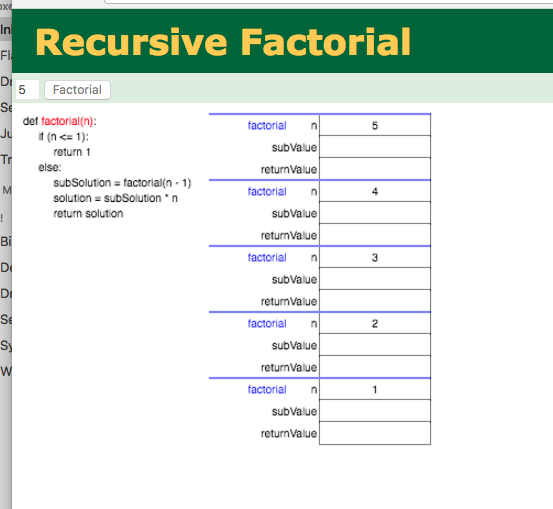 Recursive Factorial
5 Factorial
def factorial(n):
if (n <= 1):
return 1
else:
subSolution = factorial(n - 1)
solution = subSolution * n
return solution
factorial n 5
subValue
returnValue
factorial n 4
subValue
returnValue
factorial n 3
subValue
returnValue
factorial n 2
subValue
returnValue
factorial n 1
subValue
returnValue